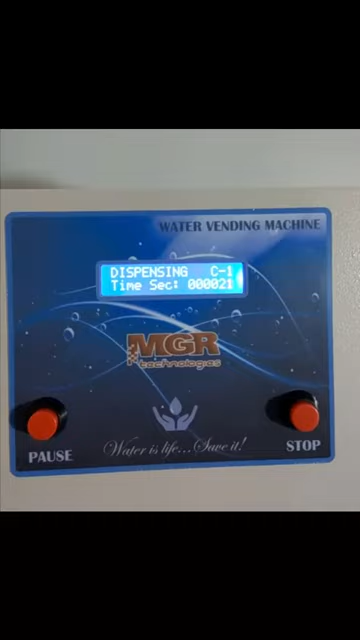 WATER VENDING MACHINE
DISPENSING C-1
Time Sec: 000021
MGR
technologies
Water is life...Save it!
PAUSE
STOP